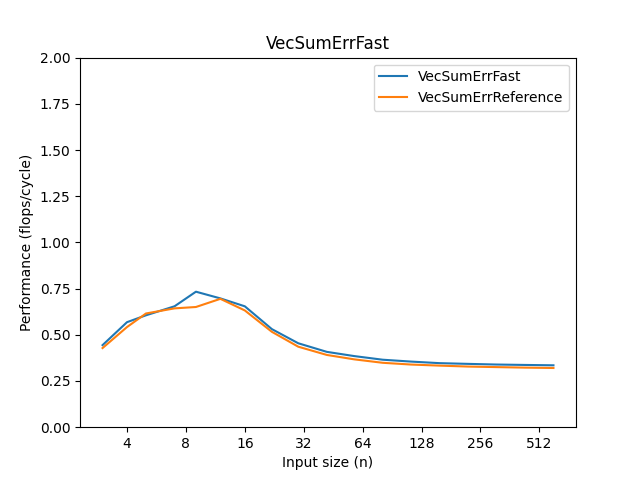 VecSumErrFast
2.00
1.75
1.50
1.25
1.00
0.75
0.50
0.25
0.00
Performance (flops/cycle)
VecSumErrFast
VecSumErrReference
4 8 16 32 64 128 256 512
Input size (n)